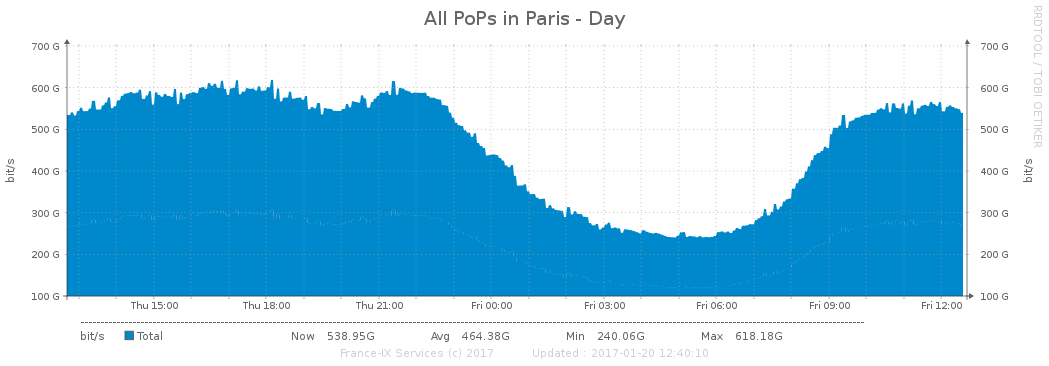 All PoPs in Paris - Day
RRDTOOL / TOBI OETIKER
700 G 700 G
600 G 600 G
500 G 500 G
400 G 400 G
300 G 300 G
200 G 200 G
100 G 100 G
bit/s bit/s
Thu 15:00 Thu 18:00 Thu 21:00 Fri 00:00 Fri 03:00 Fri 06:00 Fri 09:00 Fri 12:00
bit/s Total Now 538.95G Avg 464.38G Min 240.06G Max 618.18G
France-IX Services (c) 2017 Updated : 2017-01-20 12:40:10